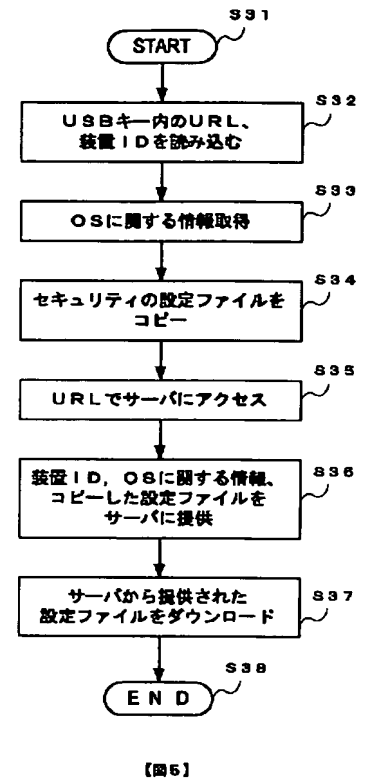 S31
START
S32
USBキー内のURL、
装置IDを読み込む
S33
OSに関する情報取得
S34
セキュリティの設定ファイルを
コピー
S35
URLでサーバにアクセス
S36
装置ID,OSに関する情報、
コピーした設定ファイルを
サーバに提供
S37
サーバから提供された
設定ファイルをダウンロード
S38
END
【図5】